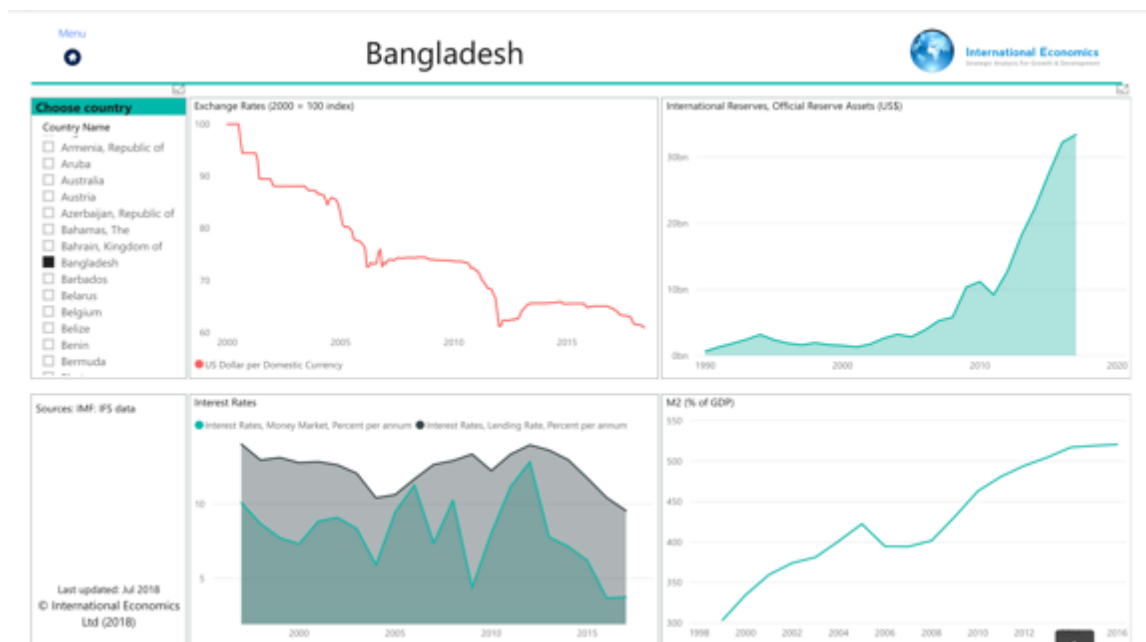 Menu
Bangladesh
International Economics
Strategic Analysis for Growth & Development
Choose country
Country Name
Armenia, Republic of
Aruba
Australia
Austria
Azerbaijan, Republic of
Bahamas, The
Bahrain, Kingdom of
Bangladesh
Barbados
Belarus
Belgium
Belize
Benin
Bermuda
Exchange Rates (2000 = 100 index)
100
90
80
70
60
2000 2005 2010 2015
US Dollar per Domestic Currency
International Reserves, Official Reserve Assets (US$)
30bn
20bn
10bn
0bn
1990 2000 2010 2020
Sources: IMF: IFS data
Last updated: Jul 2018
© International Economics
Ltd (2018)
Interest Rates
Interest Rates, Money Market, Percent per annum Interest Rates, Lending Rate, Percent per annum
10
5
2000 2005 2010 2015
M2 (% of GDP)
550
500
450
400
350
300
1998 2000 2002 2004 2006 2008 2010 2012 2016